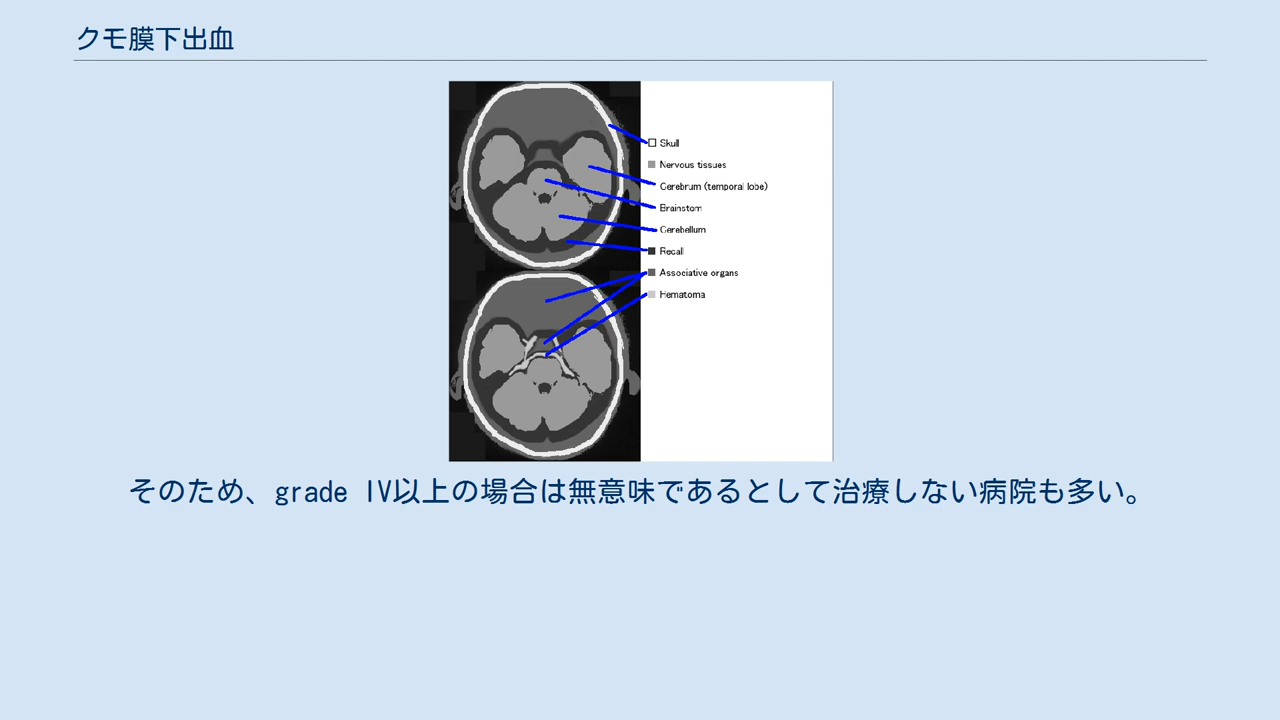 クモ膜下出血
Skull
Nervous tissues
Cerebrum (temporal lobe)
Brainstom
Cerebellum
Recall
Associative organs
Hematoma
そのため、grade IV以上の場合は無意味であるとして治療しない病院も多い。